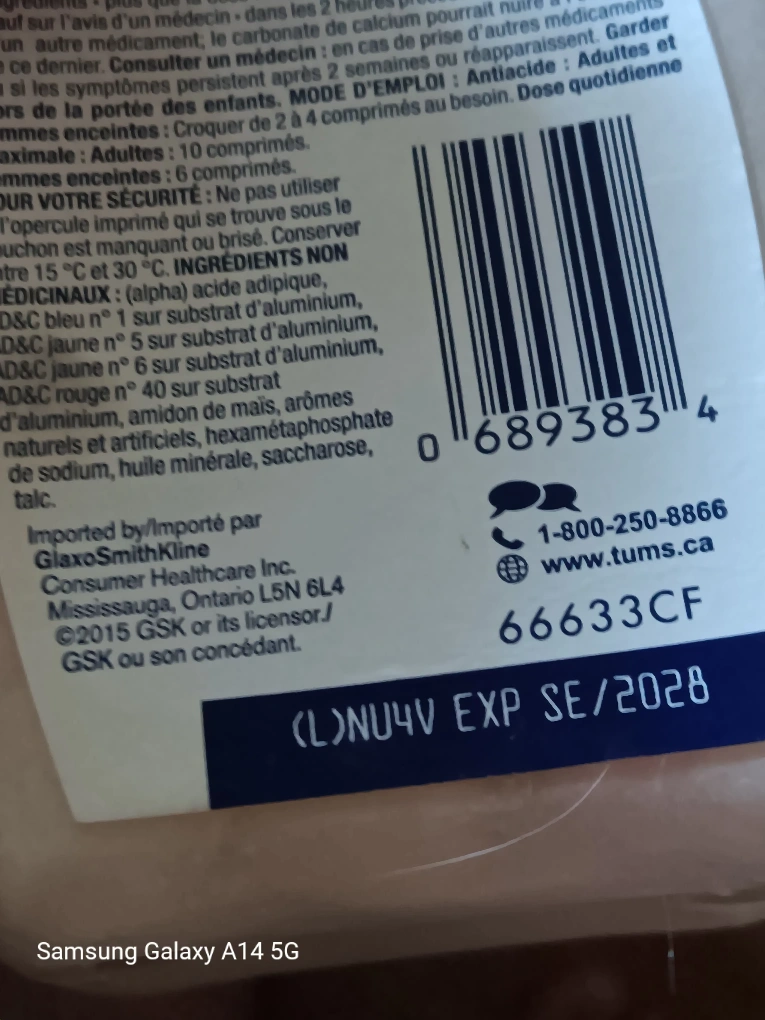 sauf sur l'avis d'un médecin • dans les 2 heures
un autre médicament; le carbonate de calcium pourrait nuire à
ce dernier. Consulter un médecin : en cas de prise d'autres médicaments
si les symptômes persistent après 2 semaines ou réapparaissent. Garder
ors de la portée des enfants. MODE D'EMPLOI : Antiacide : Adultes et
mmes enceintes : Croquer de 2 à 4 comprimés au besoin. Dose quotidienne
aximale : Adultes : 10 comprimés.
mmes enceintes : 6 comprimés.
OUR VOTRE SÉCURITÉ : Ne pas utiliser
l'opercule imprimé qui se trouve sous le
ouchon est manquant ou brisé. Conserver
ntre 15 °C et 30 °C. INGRÉDIENTS NON
ÉDICINAUX : (alpha) acide adipique,
D&C bleu n° 1 sur substrat d'aluminium,
D&C jaune n° 5 sur substrat d'aluminium,
AD&C jaune n° 6 sur substrat d'aluminium,
AD&C rouge n° 40 sur substrat
d'aluminium, amidon de maïs, arômes
naturels et artificiels, hexamétaphosphate
de sodium, huile minérale, saccharose,
talc.
Imported by/Importé par
GlaxoSmithKline
Consumer Healthcare Inc.
Mississauga, Ontario L5N 6L4
©2015 GSK or its licensor./
GSK ou son concédant.
0 689383 4
1-800-250-8866
www.tums.ca
66633CF
(L)NU4V EXP SE/2028
Samsung Galaxy A14 5G